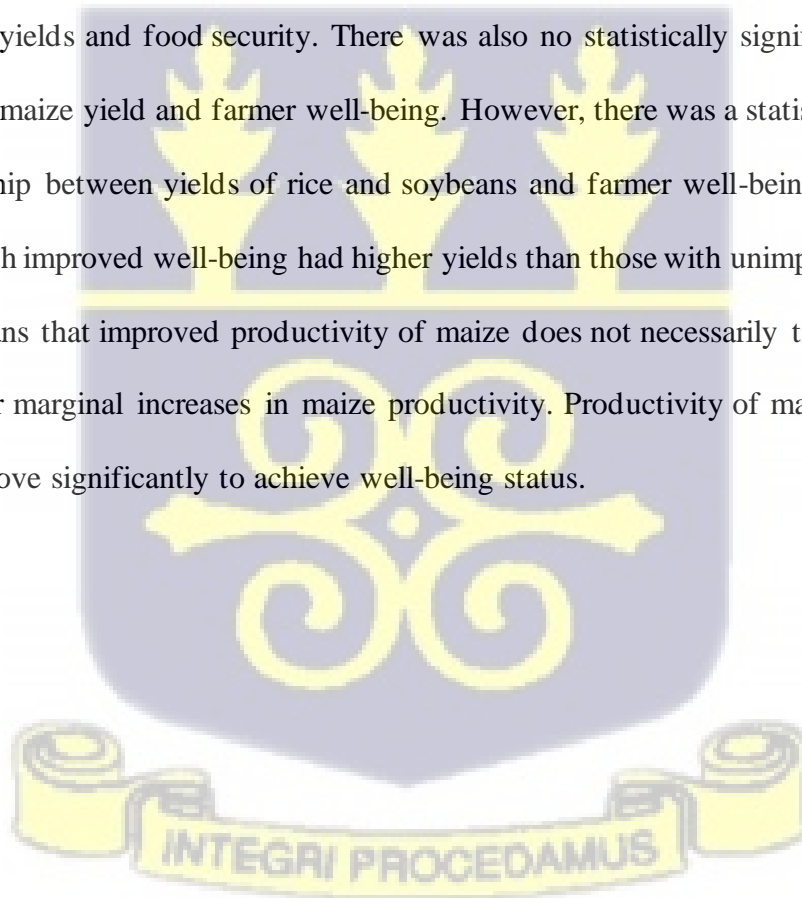 yields and food security. There was also no statistically signif
maize yield and farmer well-being. However, there was a statis
ip between yields of rice and soybeans and farmer well-being
h improved well-being had higher yields than those with unimp
ns that improved productivity of maize does not necessarily t
r marginal increases in maize productivity. Productivity of ma
ove significantly to achieve well-being status.
INTEGRI PROCEDAMUS